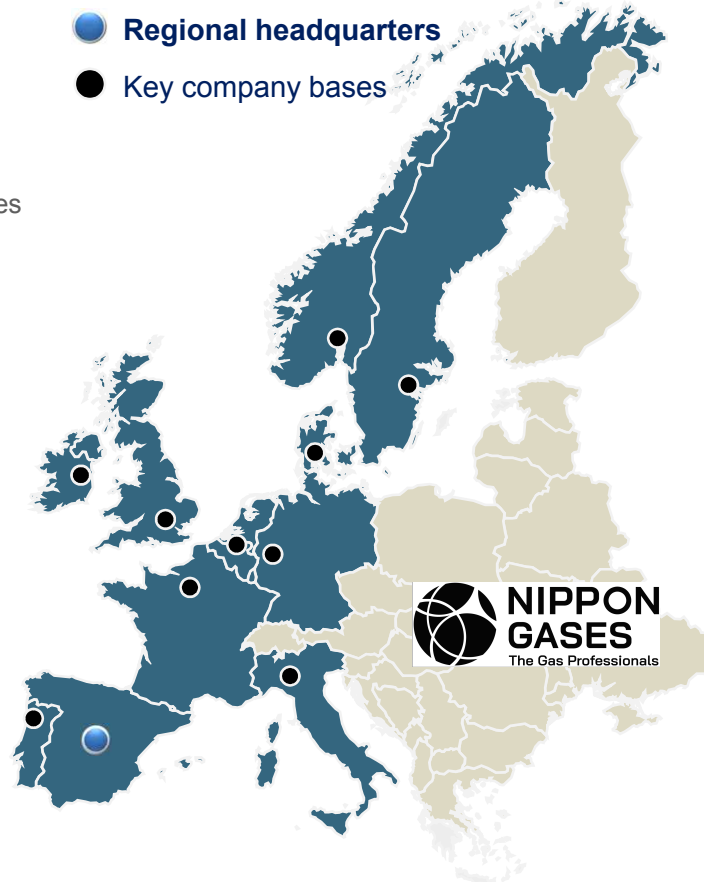 Regional headquarters
Key company bases
es
NIPPON
GASES
The Gas Professionals